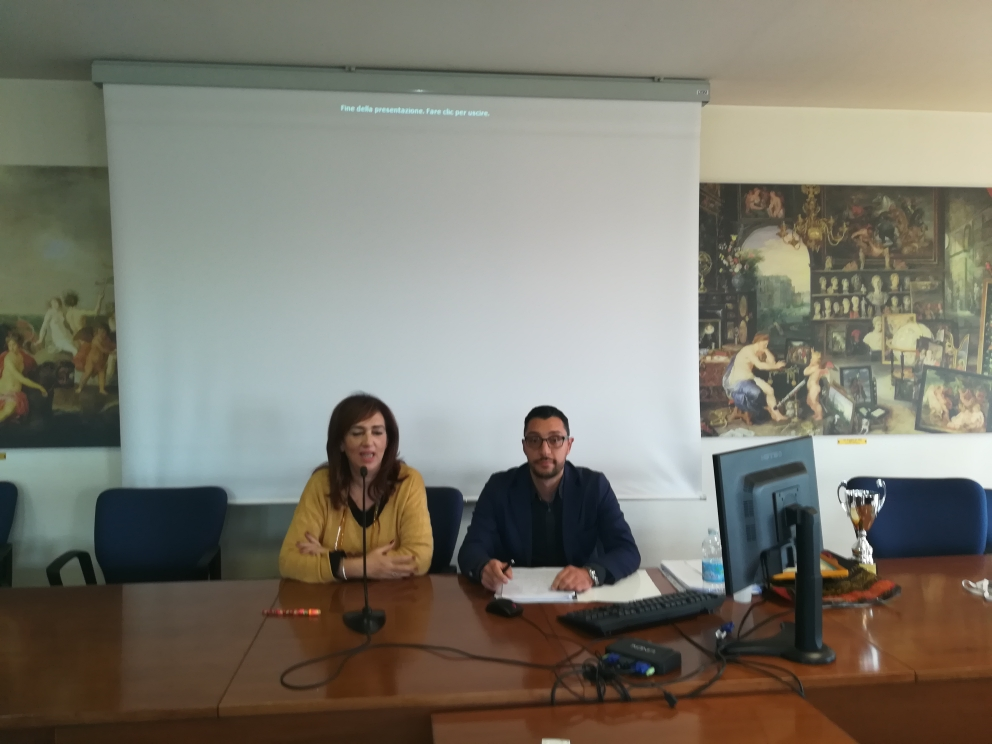 Fine della presentazione. Fare clic per uscire.